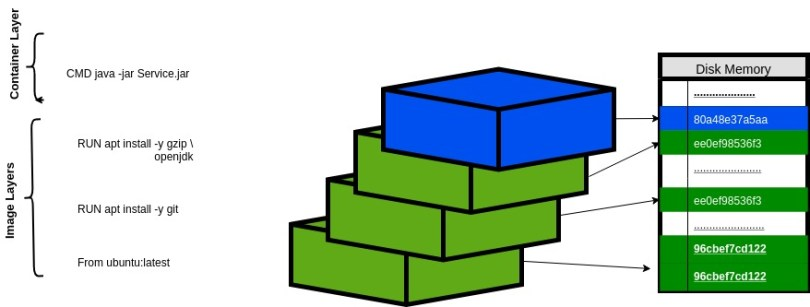 Container Layer
CMD java -jar Service.jar
Image Layers
RUN apt install -y gzip \
openjdk
RUN apt install -y git
From ubuntu:latest
Disk Memory
...................
80a48e37a5aa
ee0ef98536f3
.....................
ee0ef98536f3
......................
96cbef7cd122
96cbef7cd122